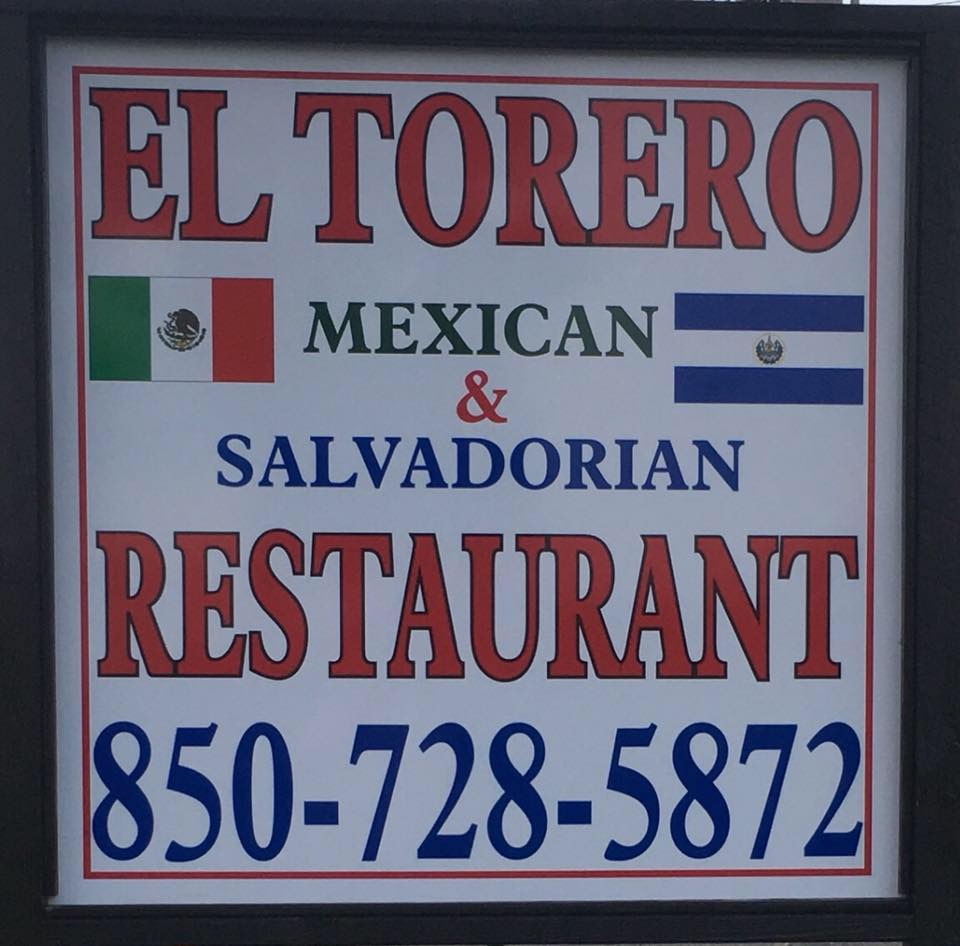 EL TORERO
MEXICAN
&
SALVADORIAN
RESTAURANT
850-728-5872